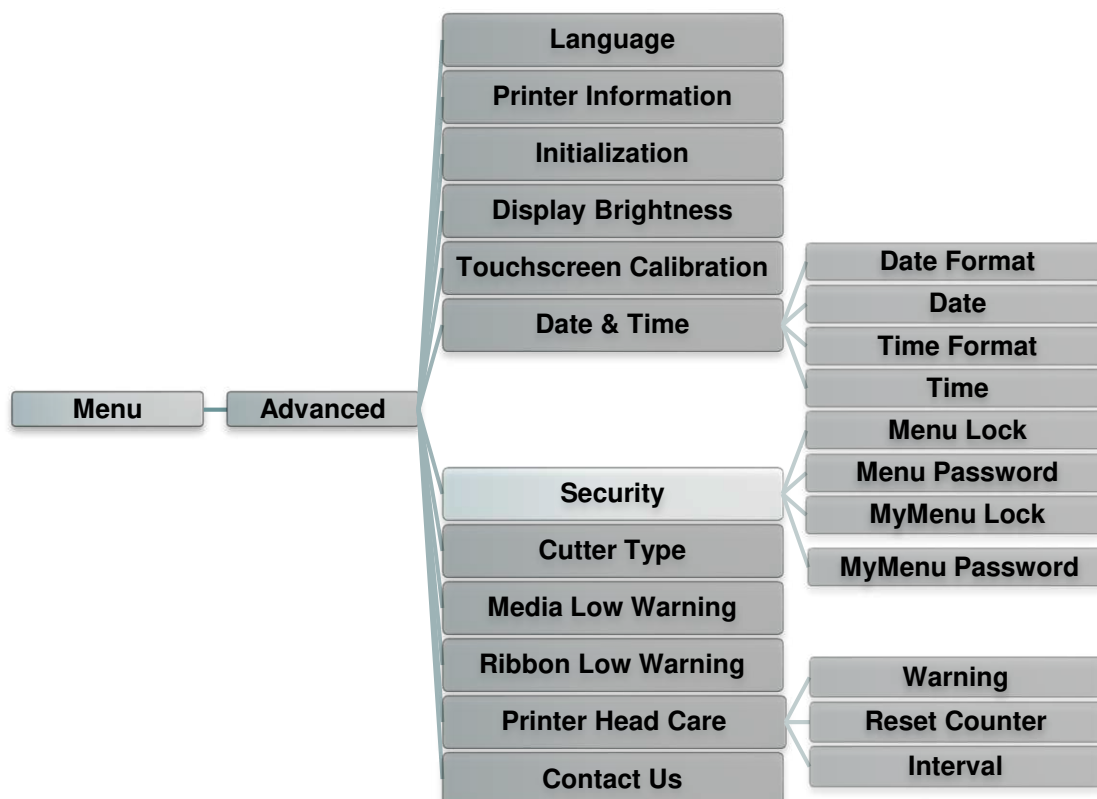 Menu
Advanced
Language
Printer Information
Initialization
Display Brightness
Touchscreen Calibration
Date & Time
Date Format
Date
Time Format
Time
Security
Menu Lock
Menu Password
MyMenu Lock
MyMenu Password
Cutter Type
Media Low Warning
Ribbon Low Warning
Printer Head Care
Warning
Reset Counter
Interval
Contact Us